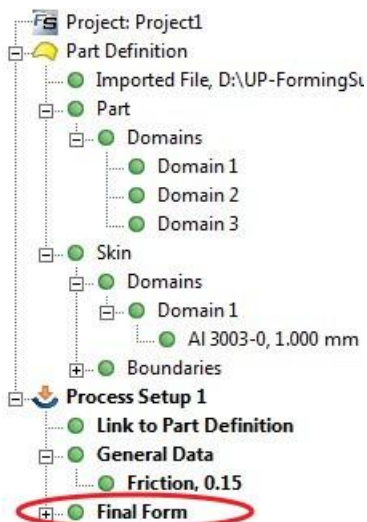 FS Project: Project1
Part Definition
Imported File, D:\UP-FormingSu
Part
Domains
Domain 1
Domain 2
Domain 3
Skin
Domains
Domain 1
Al 3003-0, 1.000 mm
Boundaries
Process Setup 1
Link to Part Definition
General Data
Friction, 0.15
Final Form